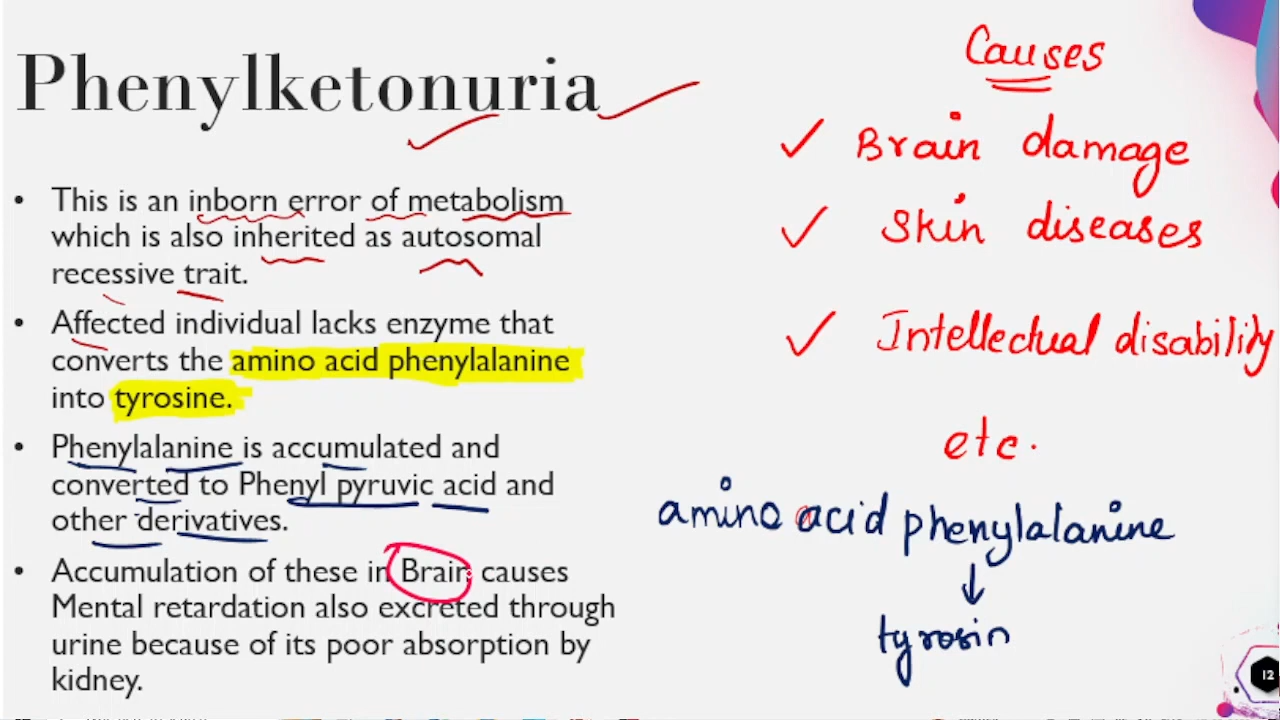 Phenylketonuria
• This is an inborn error of metabolism
which is also inherited as autosomal
recessive trait.
• Affected individual lacks enzyme that
converts the amino acid phenylalanine
into tyrosine.
• Phenylalanine is accumulated and
converted to Phenyl pyruvic acid and
other derivatives.
• Accumulation of these in Brain causes
Mental retardation also excreted through
urine because of its poor absorption by
kidney.
Causes
✓ Brain damage
✓ Skin diseases
✓ Intellectual disability
etc.
amino acid phenylalanine
↓
tyrosin
12